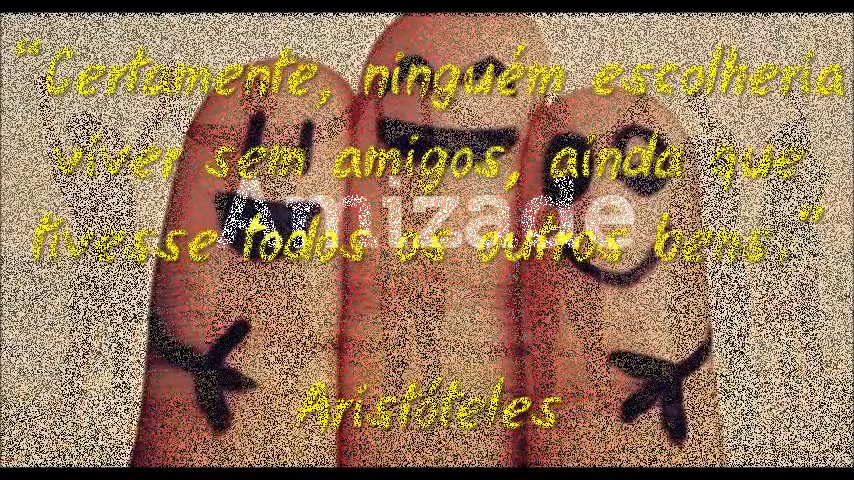 “Certamente, ninguém escolheria
viver sem amigos, ainda que
Amizade
tivesse todos os outros bens.”
Aristóteles